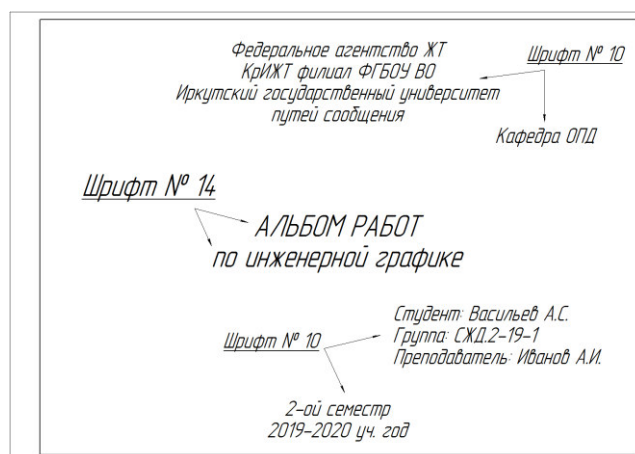 Федеральное агентство ЖТ
КрИЖТ филиал ФГБОУ ВО
Иркутский государственный университет
путей сообщения
Шрифт № 10
Кафедра ОПД
Шрифт № 14
АЛЬБОМ РАБОТ
по инженерной графике
Шрифт № 10
Студент: Васильев А.С.
Группа: СЖД.2-19-1
Преподаватель: Иванов А.И.
2-ой семестр
2019-2020 уч. год